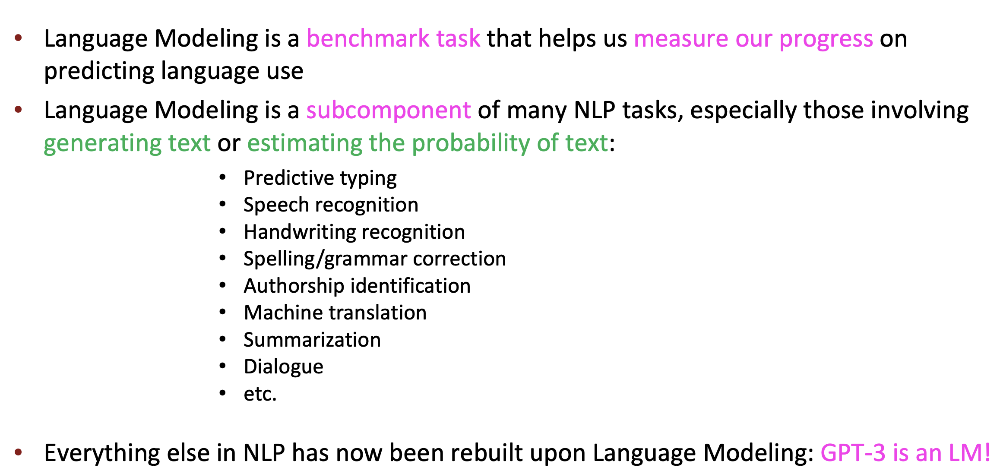 • Language Modeling is a benchmark task that helps us measure our progress on
predicting language use
• Language Modeling is a subcomponent of many NLP tasks, especially those involving
generating text or estimating the probability of text:
• Predictive typing
• Speech recognition
• Handwriting recognition
• Spelling/grammar correction
• Authorship identification
• Machine translation
• Summarization
• Dialogue
• etc.
• Everything else in NLP has now been rebuilt upon Language Modeling: GPT-3 is an LM!